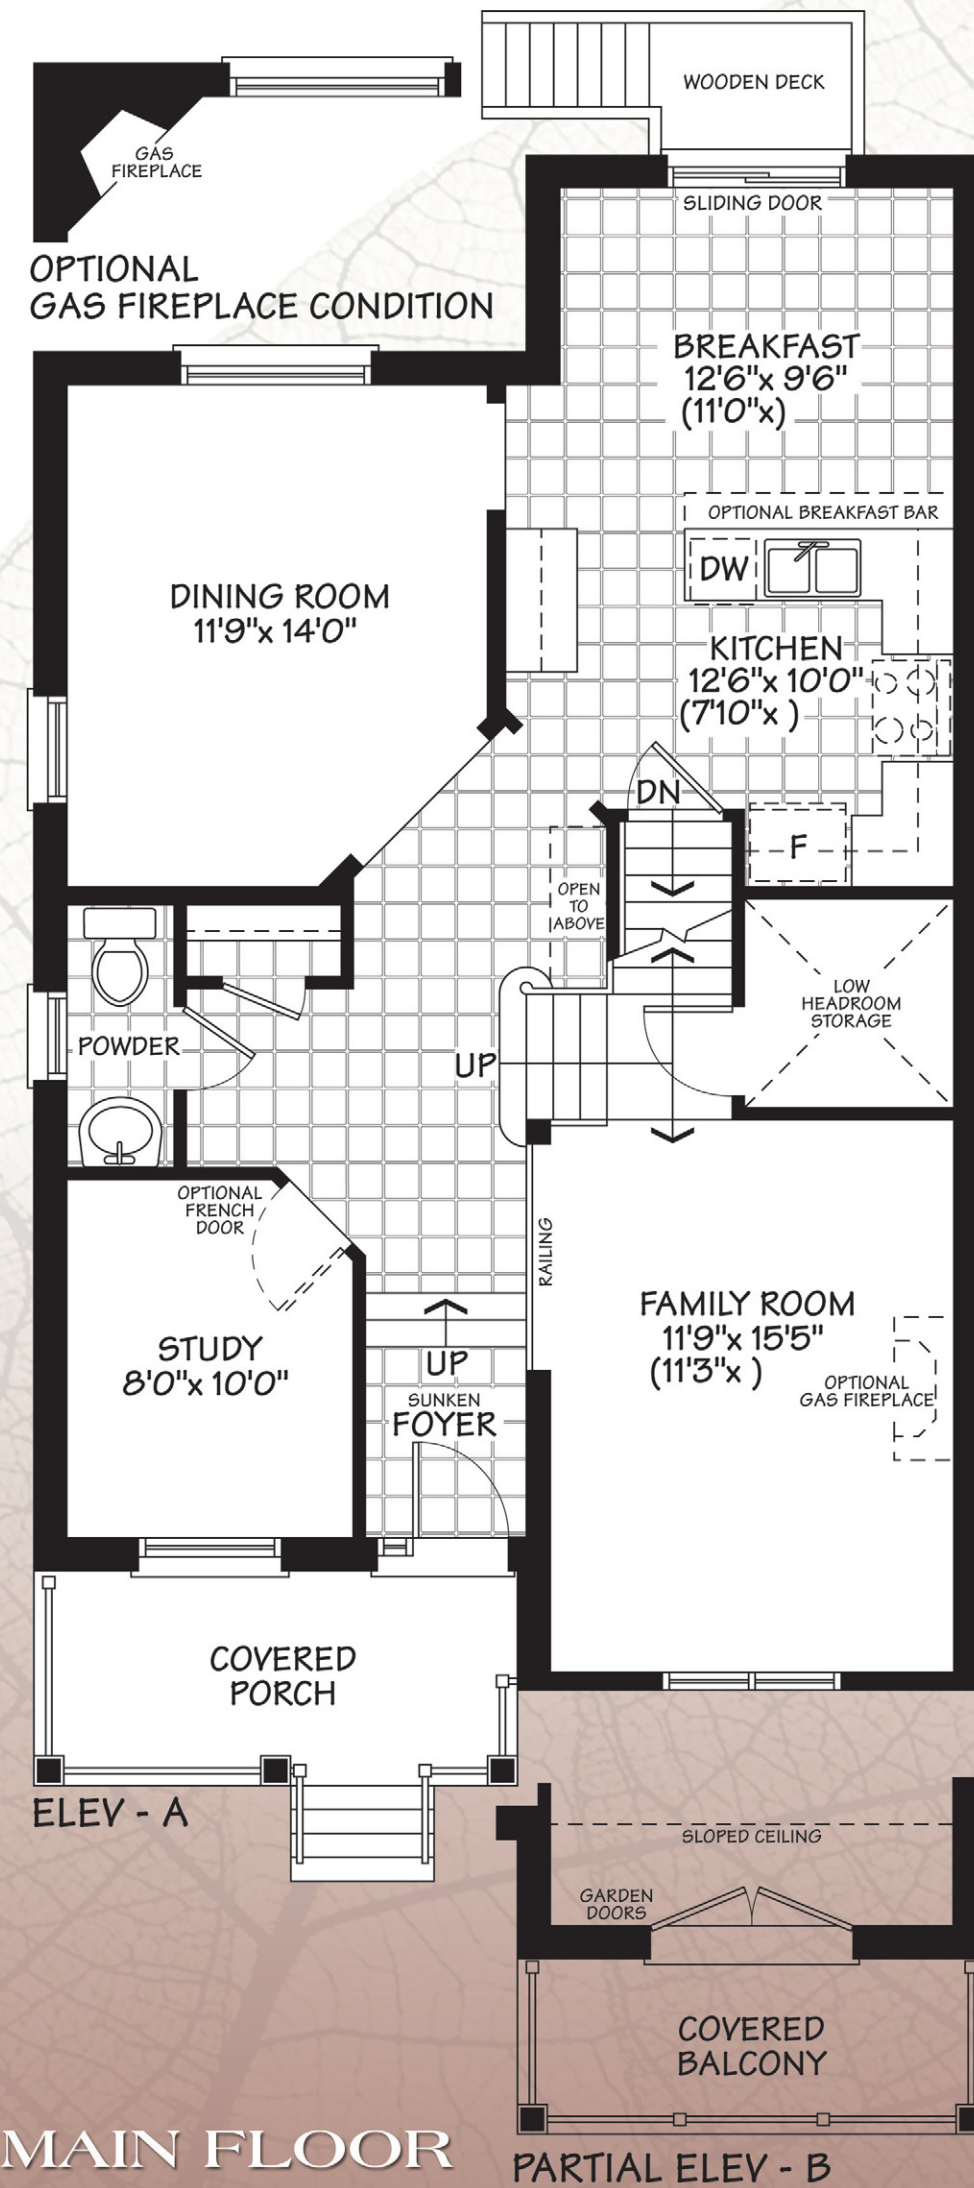 WOODEN DECK
GAS
FIREPLACE
SLIDING DOOR
OPTIONAL
GAS FIREPLACE CONDITION
BREAKFAST
12'6"x 9'6"
(11'0"x)
OPTIONAL BREAKFAST BAR
DW
DINING ROOM
11'9"x 14'0"
KITCHEN
12'6"x 10'0"
(7'10"x )
DN
F
OPEN
TO
ABOVE
LOW
HEADROOM
STORAGE
POWDER
UP
OPTIONAL
FRENCH
DOOR
RAILING
FAMILY ROOM
11'9"x 15'5"
(11'3"x )
OPTIONAL
GAS FIREPLACE
STUDY
8'0"x 10'0"
UP
SUNKEN
FOYER
COVERED
PORCH
ELEV - A
SLOPED CEILING
GARDEN
DOORS
COVERED
BALCONY
MAIN FLOOR
PARTIAL ELEV - B